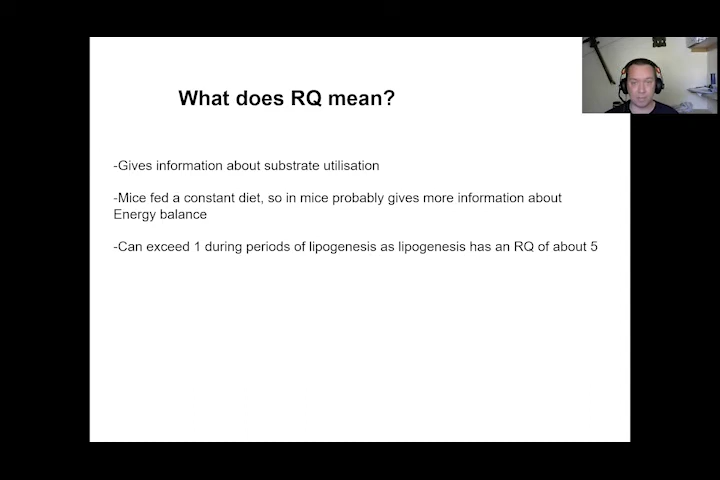 What does RQ mean?
-Gives information about substrate utilisation
-Mice fed a constant diet, so in mice probably gives more information about
Energy balance
-Can exceed 1 during periods of lipogenesis as lipogenesis has an RQ of about 5